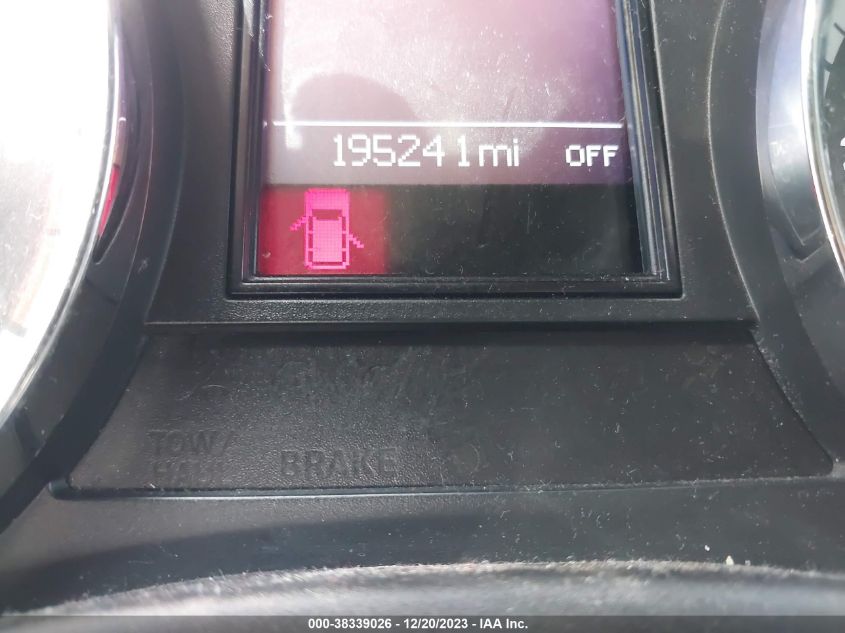 195241 mi OFF
TOW/ BRAKE
HAUL
000-38339026 - 12/20/2023 - IAA Inc.